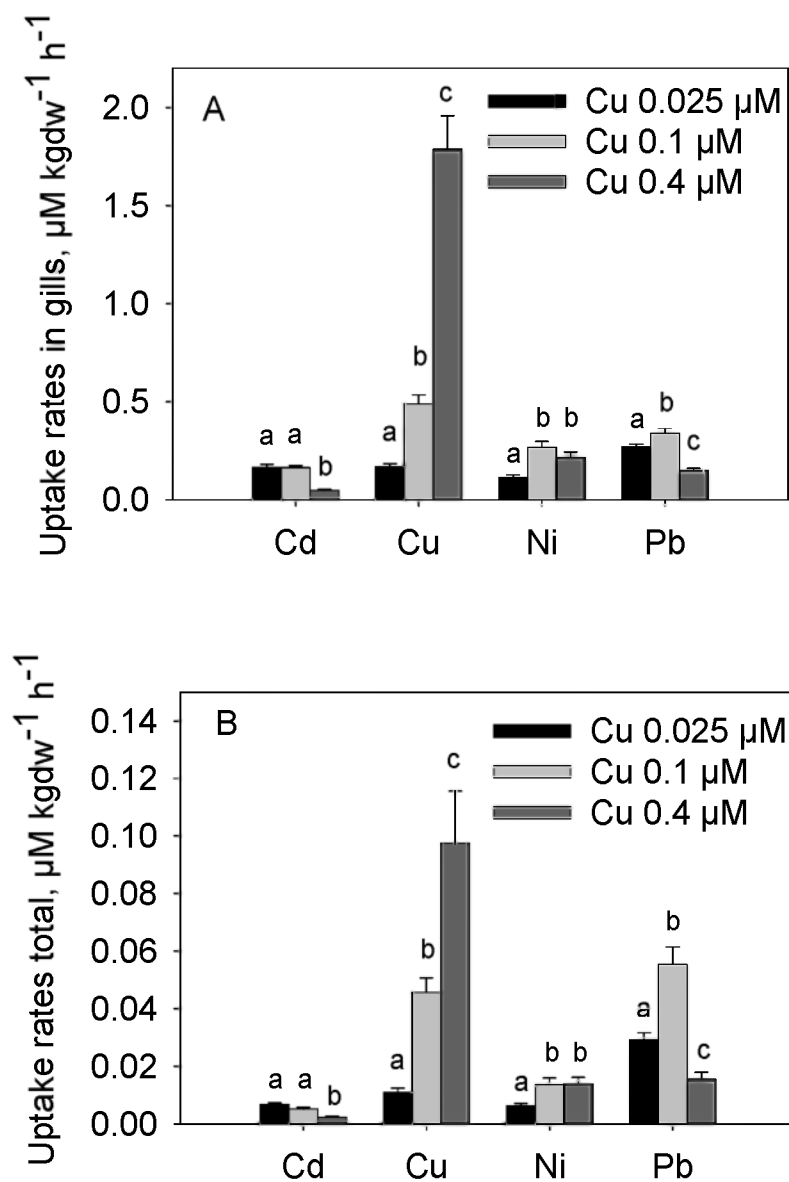 Uptake rates in gills, µM kgdw⁻¹ h⁻¹
A
Cu 0.025 µM
Cu 0.1 µM
Cu 0.4 µM
2.0
1.5
1.0
0.5
0.0
a a b
a b c
a b b
a b c
Cd Cu Ni Pb
Uptake rates total, µM kgdw⁻¹ h⁻¹
B
Cu 0.025 µM
Cu 0.1 µM
Cu 0.4 µM
0.14
0.12
0.10
0.08
0.06
0.04
0.02
0.00
a a b
a b c
a b b
a b c
Cd Cu Ni Pb